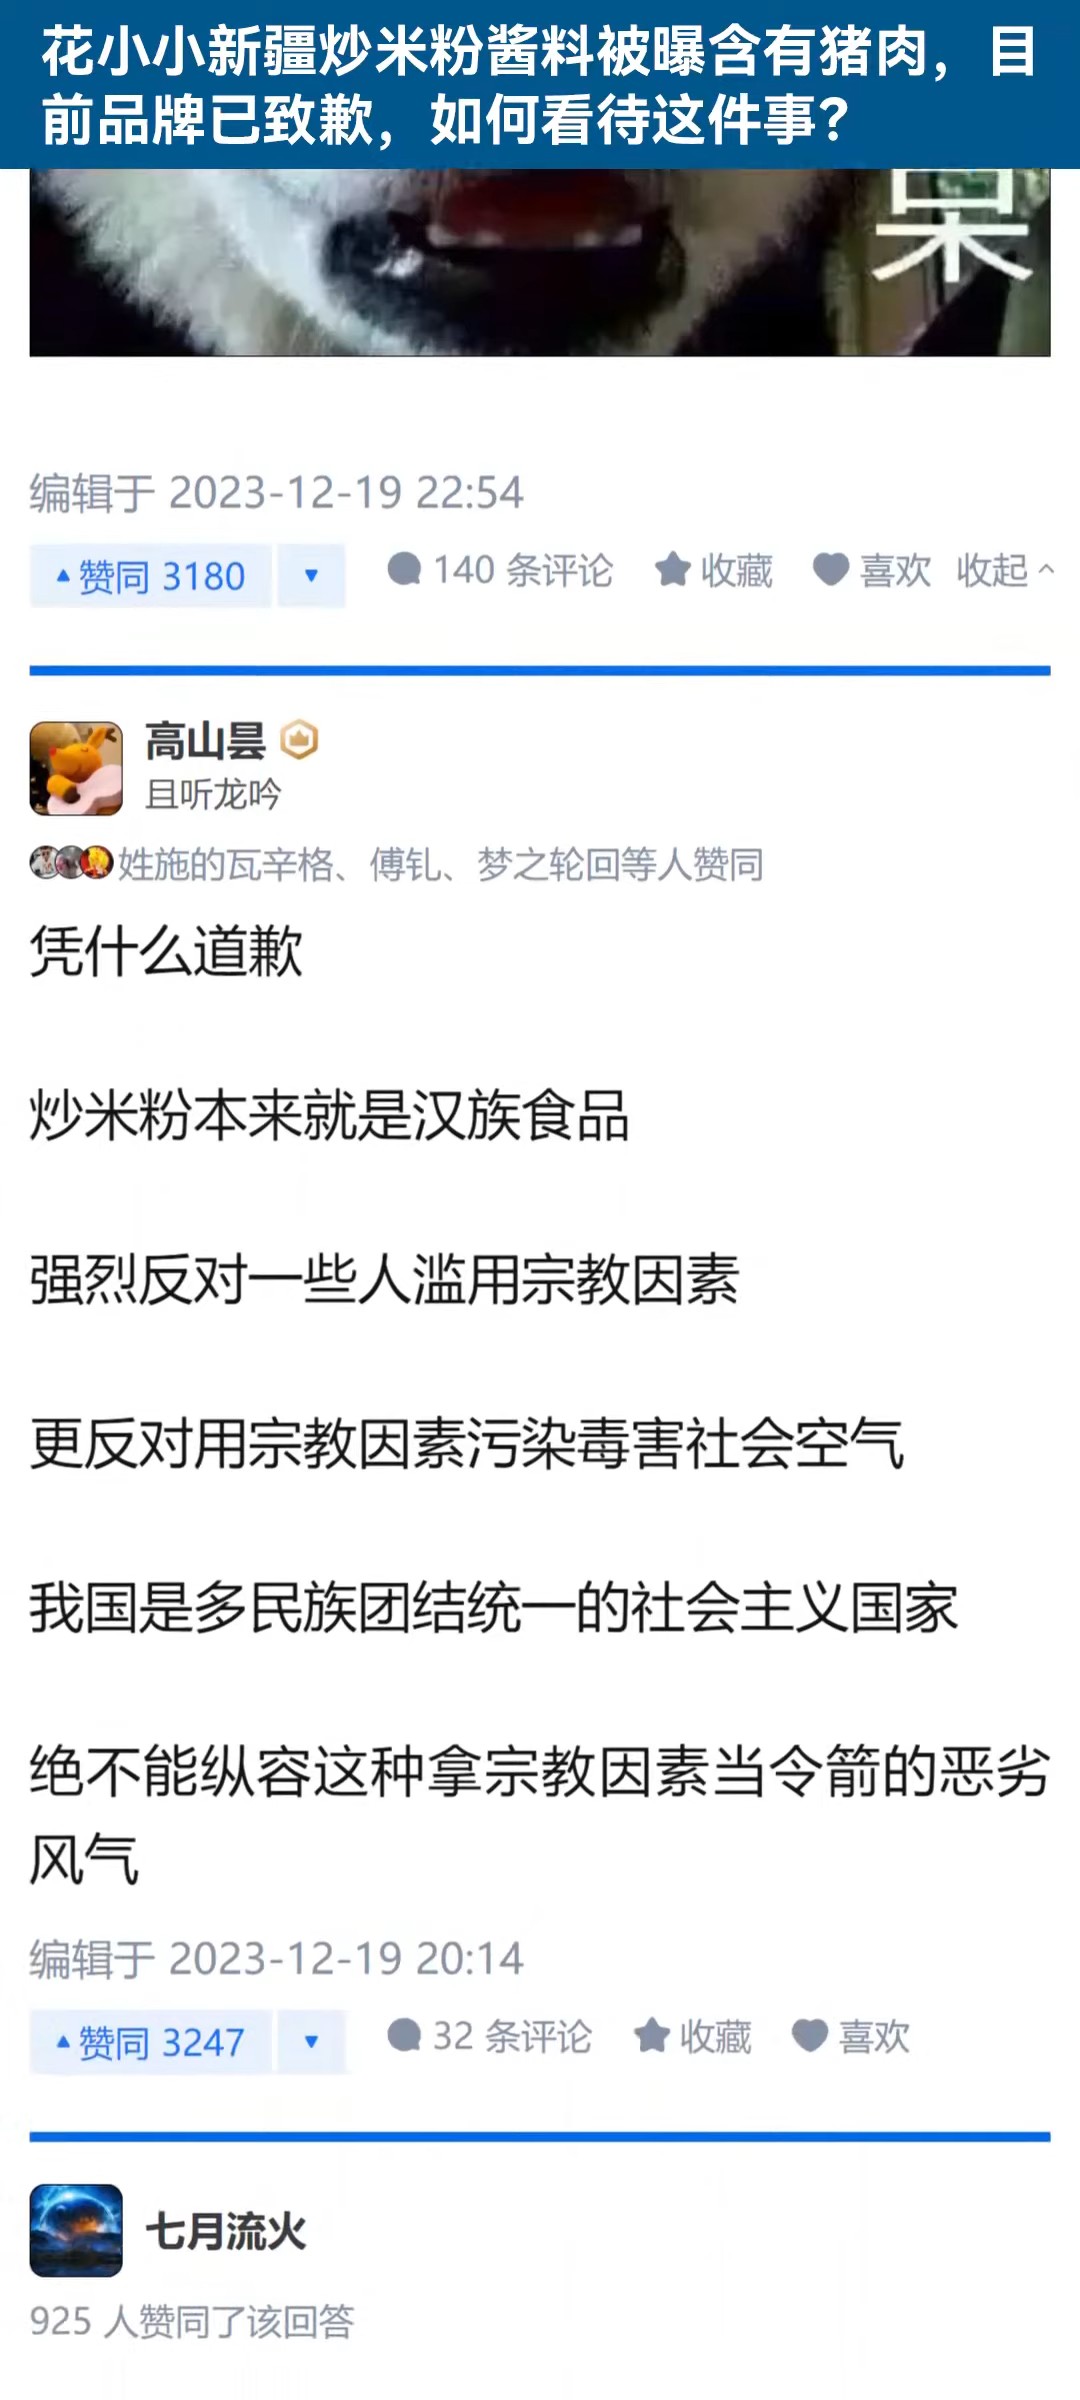 花小小新疆炒米粉酱料被曝含有猪肉，目
前品牌已致歉，如何看待这件事？
编辑于 2023-12-19 22:54
赞同 3180
140 条评论
收藏
喜欢
收起
高山昙
且听龙吟
姓施的瓦辛格、傅钆、梦之轮回等人赞同
凭什么道歉
炒米粉本来就是汉族食品
强烈反对一些人滥用宗教因素
更反对用宗教因素污染毒害社会空气
我国是多民族团结统一的社会主义国家
绝不能纵容这种拿宗教因素当令箭的恶劣
风气
编辑于 2023-12-19 20:14
赞同 3247
32 条评论
收藏
喜欢
七月流火
925 人赞同了该回答